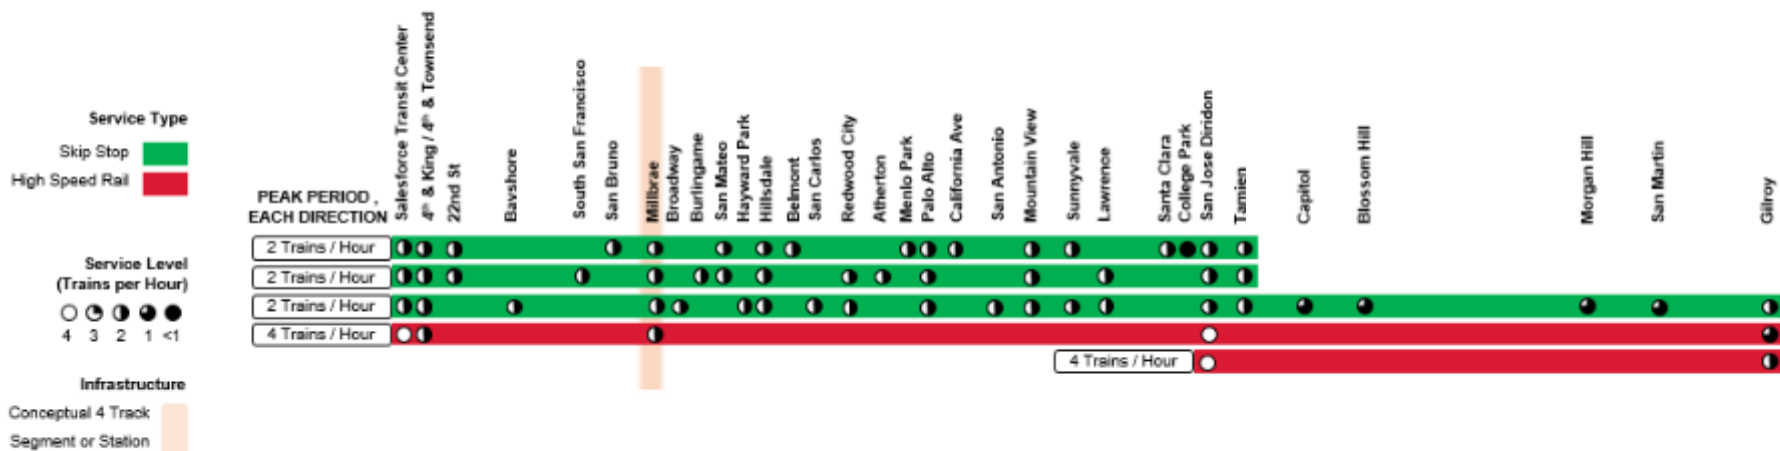 Service Type
Skip Stop
High Speed Rail
Service Level
(Trains per Hour)
4 3 2 1 <1
Infrastructure
Conceptual 4 Track
Segment or Station
PEAK PERIOD ,
EACH DIRECTION
Salesforce Transit Center
4th & King / 4th & Townsend
22nd St
Bayshore
South San Francisco
San Bruno
Millbrae
Broadway
Burlingame
San Mateo
Hayward Park
Hillsdale
Belmont
San Carlos
Redwood City
Atherton
Menlo Park
Palo Alto
California Ave
San Antonio
Mountain View
Sunnyvale
Lawrence
Santa Clara
College Park
San Jose Diridon
Tamien
Capitol
Blossom Hill
Morgan Hill
San Martin
Gilroy
2 Trains / Hour
2 Trains / Hour
2 Trains / Hour
4 Trains / Hour
4 Trains / Hour